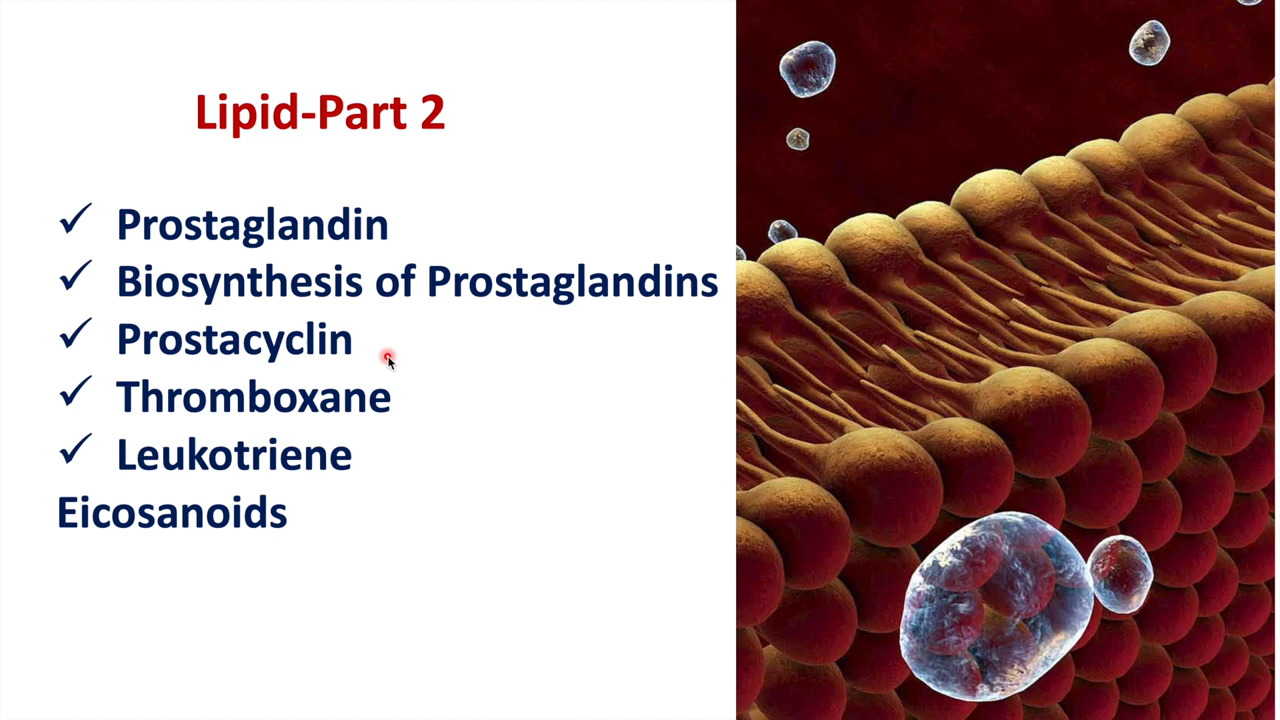 Lipid-Part 2
✓ Prostaglandin
✓ Biosynthesis of Prostaglandins
✓ Prostacyclin
✓ Thromboxane
✓ Leukotriene
Eicosanoids